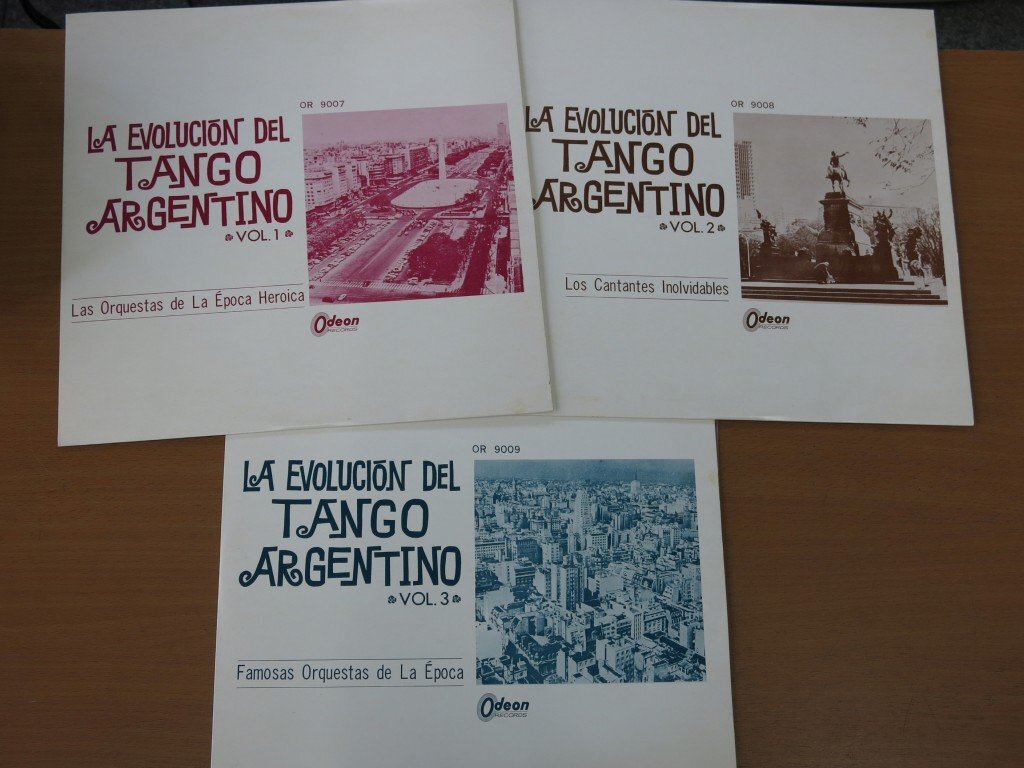 OR 9007
LA EVOLUCIÓN DEL
TANGO
ARGENTINO
VOL.1
Las Orquestas de La Época Heroica
Odeon
RECORDS
OR 9008
LA EVOLUCIÓN DEL
TANGO
ARGENTINO
VOL.2
Los Cantantes Inolvidables
Odeon
RECORDS
OR 9009
LA EVOLUCIÓN DEL
TANGO
ARGENTINO
VOL.3
Famosas Orquestas de La Época
Odeon
RECORDS